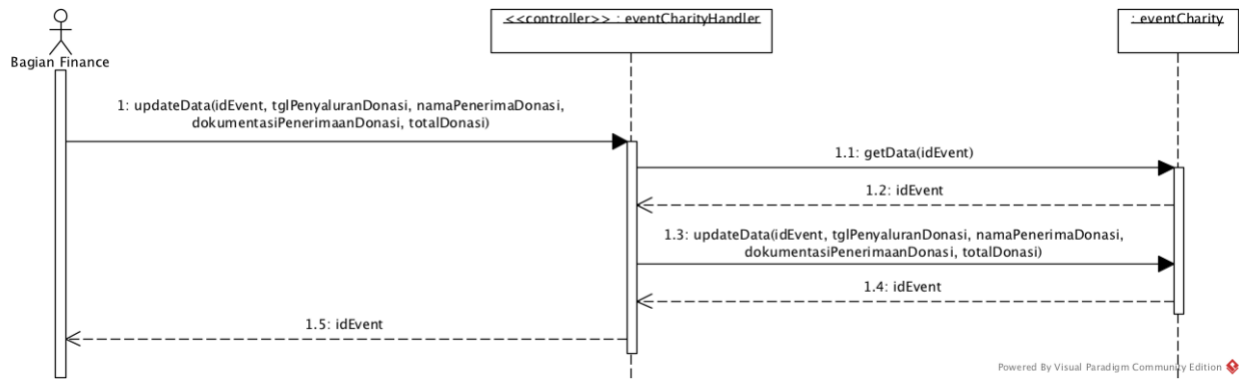 <<controller>> : eventCharityHandler
: eventCharity
Bagian Finance
1: updateData(idEvent, tglPenyaluranDonasi, namaPenerimaDonasi,
dokumentasiPenerimaanDonasi, totalDonasi)
1.1: getData(idEvent)
1.2: idEvent
1.3: updateData(idEvent, tglPenyaluranDonasi, namaPenerimaDonasi,
dokumentasiPenerimaanDonasi, totalDonasi)
1.4: idEvent
1.5: idEvent
Powered By Visual Paradigm Community Edition